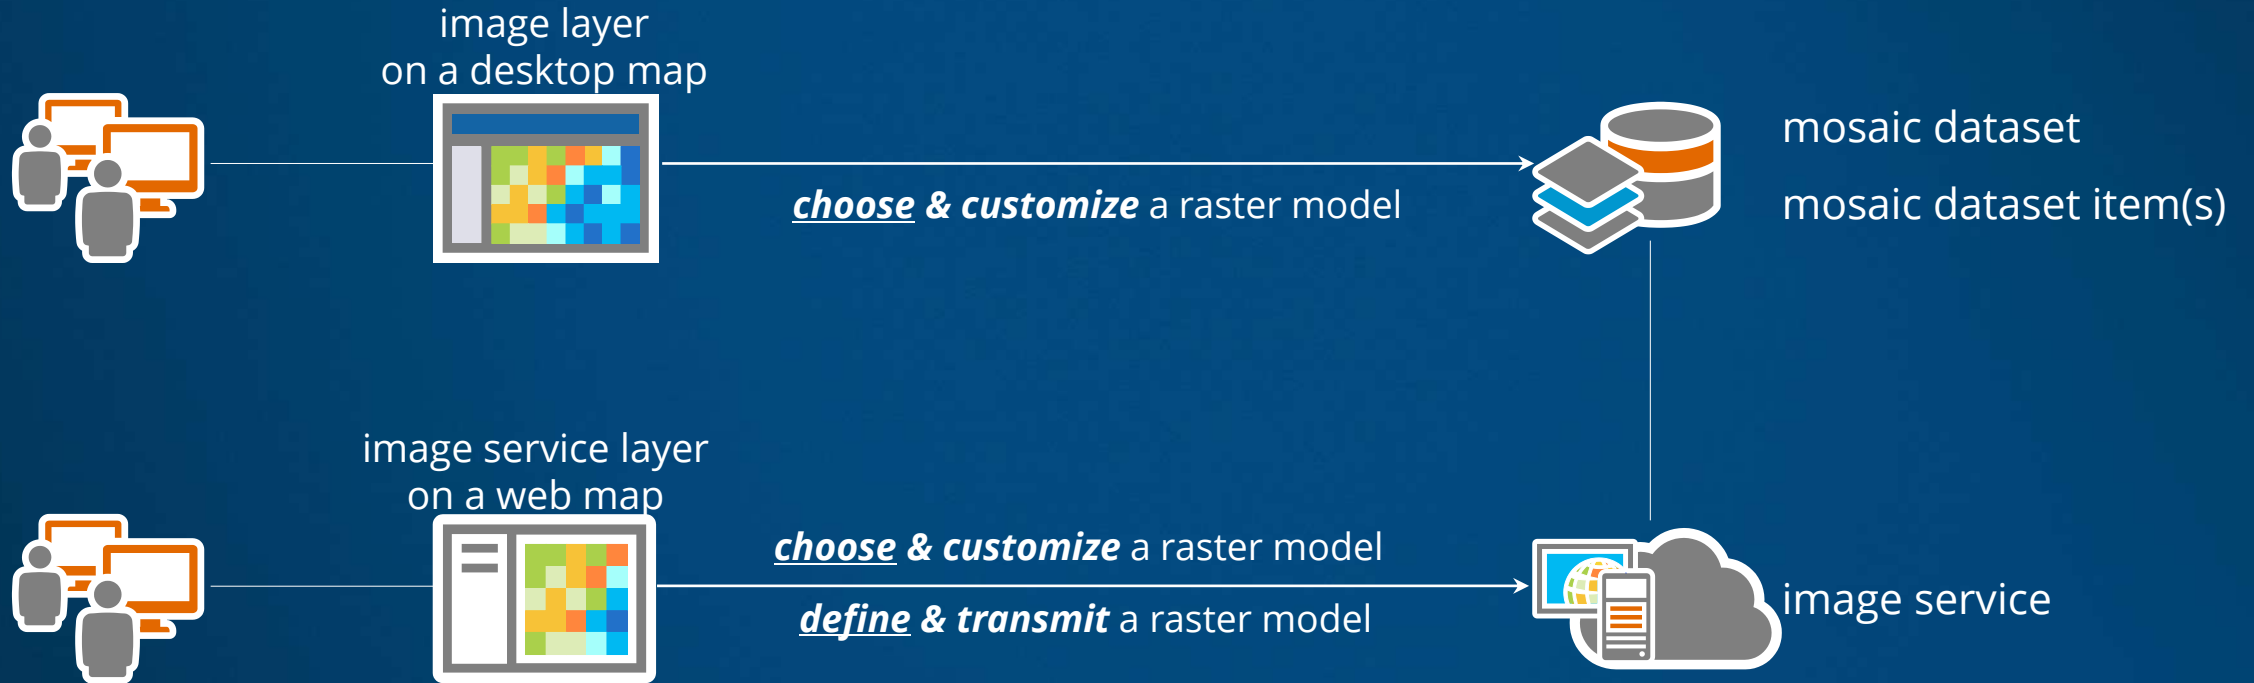 image layer
on a desktop map
choose & customize a raster model
mosaic dataset
mosaic dataset item(s)
image service layer
on a web map
choose & customize a raster model
define & transmit a raster model
image service